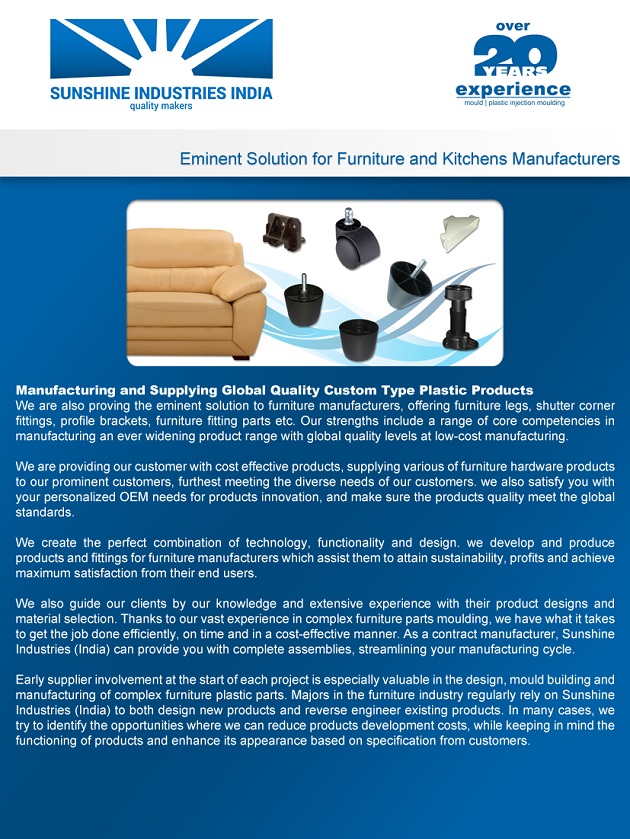 SUNSHINE INDUSTRIES INDIA
quality makers
over
20
YEARS
experience
mould | plastic injection moulding
Eminent Solution for Furniture and Kitchens Manufacturers
Manufacturing and Supplying Global Quality Custom Type Plastic Products
We are also proving the eminent solution to furniture manufacturers, offering furniture legs, shutter corner
fittings, profile brackets, furniture fitting parts etc. Our strengths include a range of core competencies in
manufacturing an ever widening product range with global quality levels at low-cost manufacturing.
We are providing our customer with cost effective products, supplying various of furniture hardware products
to our prominent customers, furthest meeting the diverse needs of our customers. we also satisfy you with
your personalized OEM needs for products innovation, and make sure the products quality meet the global
standards.
We create the perfect combination of technology, functionality and design. we develop and produce
products and fittings for furniture manufacturers which assist them to attain sustainability, profits and achieve
maximum satisfaction from their end users.
We also guide our clients by our knowledge and extensive experience with their product designs and
material selection. Thanks to our vast experience in complex furniture parts moulding, we have what it takes
to get the job done efficiently, on time and in a cost-effective manner. As a contract manufacturer, Sunshine
Industries (India) can provide you with complete assemblies, streamlining your manufacturing cycle.
Early supplier involvement at the start of each project is especially valuable in the design, mould building and
manufacturing of complex furniture plastic parts. Majors in the furniture industry regularly rely on Sunshine
Industries (India) to both design new products and reverse engineer existing products. In many cases, we
try to identify the opportunities where we can reduce products development costs, while keeping in mind the
functioning of products and enhance its appearance based on specification from customers.